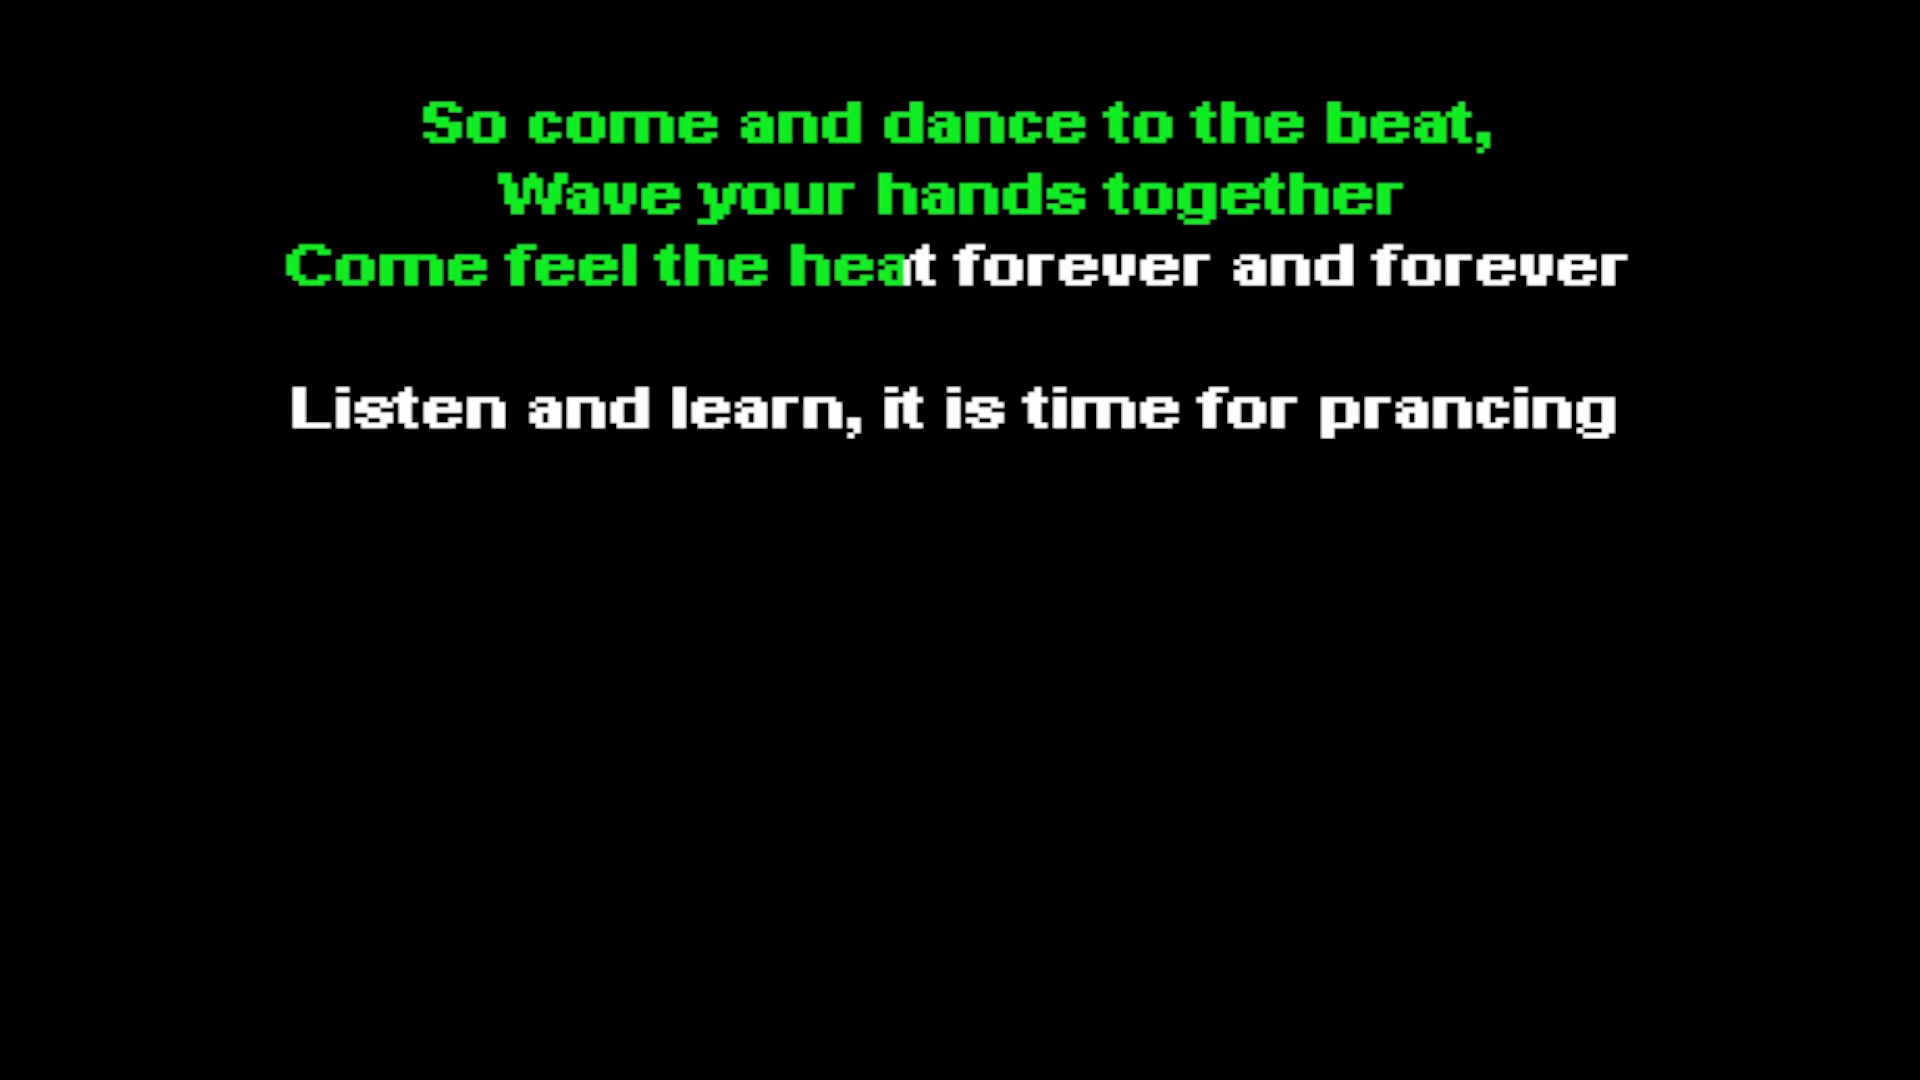 So come and dance to the beat,
Wave your hands together
Come feel the heat forever and forever
Listen and learn, it is time for prancing